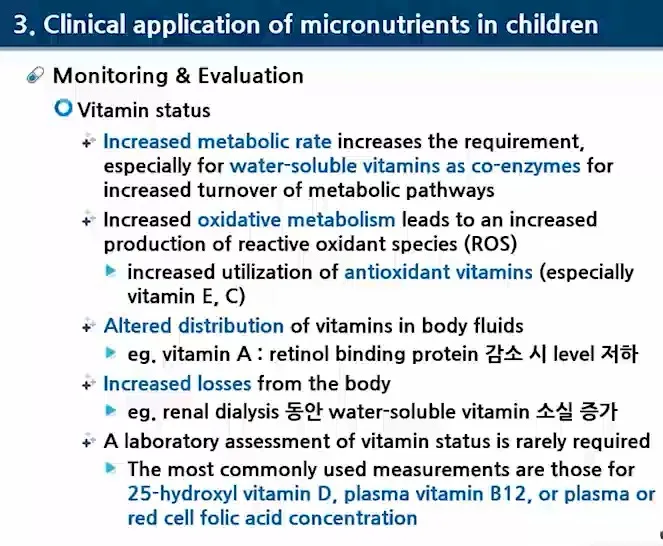 3. Clinical application of micronutrients in children
Monitoring & Evaluation
Vitamin status
Increased metabolic rate increases the requirement,
especially for water-soluble vitamins as co-enzymes for
increased turnover of metabolic pathways
Increased oxidative metabolism leads to an increased
production of reactive oxidant species (ROS)
increased utilization of antioxidant vitamins (especially
vitamin E, C)
Altered distribution of vitamins in body fluids
eg. vitamin A : retinol binding protein 감소 시 level 저하
Increased losses from the body
eg. renal dialysis 동안 water-soluble vitamin 소실 증가
A laboratory assessment of vitamin status is rarely required
The most commonly used measurements are those for
25-hydroxyl vitamin D, plasma vitamin B12, or plasma or
red cell folic acid concentration